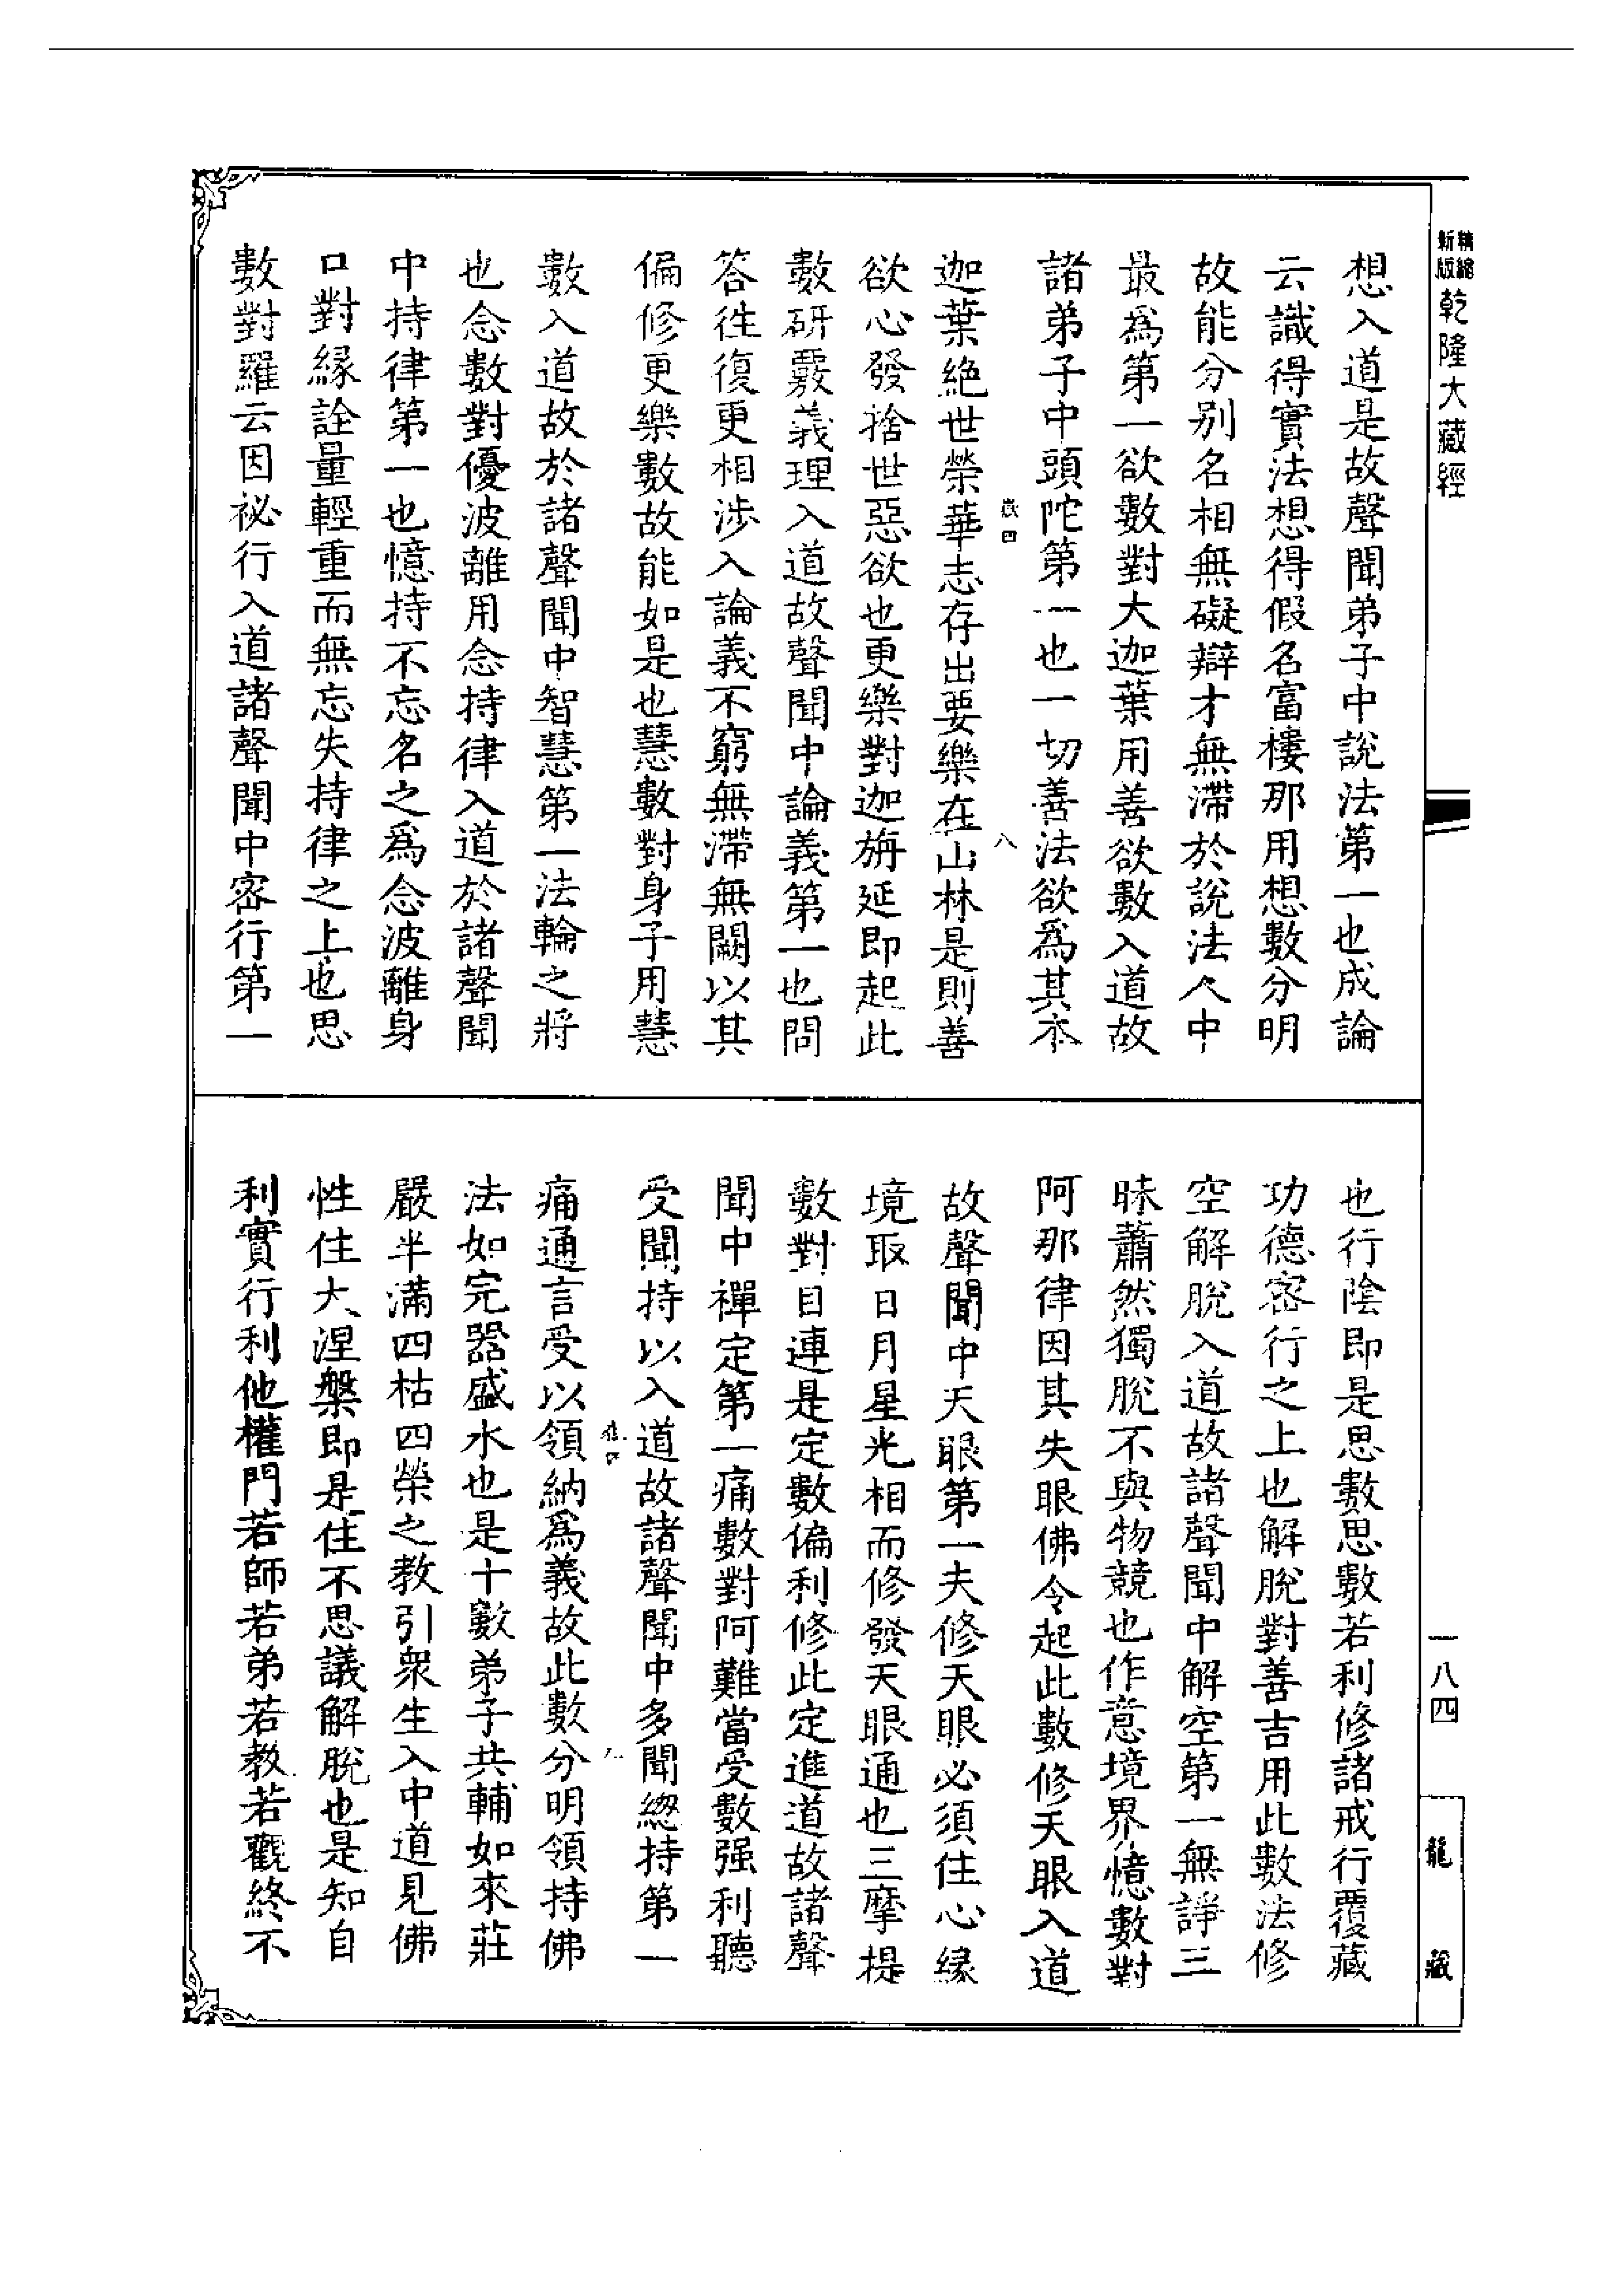 精縮新版乾隆大藏經
想入道是故聲聞弟子中說法第一也成論
云識得實法想得假名富樓那用想數分明
故能分別名相無礙辯才無滯於說法人中
最為第一欲數對大迦葉用善欲數入道故
諸弟子中頭陀第一也一切善法欲為其本
迦葉絶世榮華志存出要樂在山林是則善
欲心發捨世惡欲也更樂對迦旃延即起此
數研覈義理入道故聲聞中論義第一也問
答往復更相涉入論義不窮無滯無闕以其
偏修更樂數故能如是也慧數對身子用慧
數入道故於諸聲聞中智慧第一法輪之將
也念數對優波離用念持律入道於諸聲聞
中持律第一也憶持不忘名之為念波離身
口對緣詮量輕重而無忘失持律之上也思
數對羅云因祕行入道諸聲聞中密行第一
也行陰即是思數思數若利修諸戒行覆藏
功德密行之上也解脫對善吉用此數法修
空解脫入道故諸聲聞中解空第一無諍三
昧蕭然獨脫不與物競也作意境界憶數對
阿那律因其失眼佛令起此數修天眼入道
故聲聞中天眼第一夫修天眼必須住心緣
境取日月星光相而修發天眼通也三摩提
數對目連是定數偏利修此定進道故諸聲
聞中禪定第一痛數對阿難當受數强利聽
受聞持以入道故諸聲聞中多聞緫持第一
痛通言受以領納為義故此數分明領持佛
法如完器盛水也是十數弟子共輔如來莊
嚴半滿四枯四榮之教引衆生入中道見佛
性住大涅槃即是住不思議解脫也是知自
利實行利他權門若師若弟若教若觀終不
一八四
龍藏